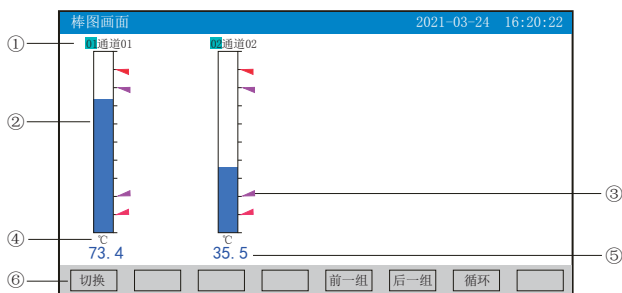 棒图画面 2021-03-24 16:20:22
① 01通道01 02通道02
②
③
④ ℃ ℃
73.4 35.5 ⑤
⑥ 切换 前一组 后一组 循环